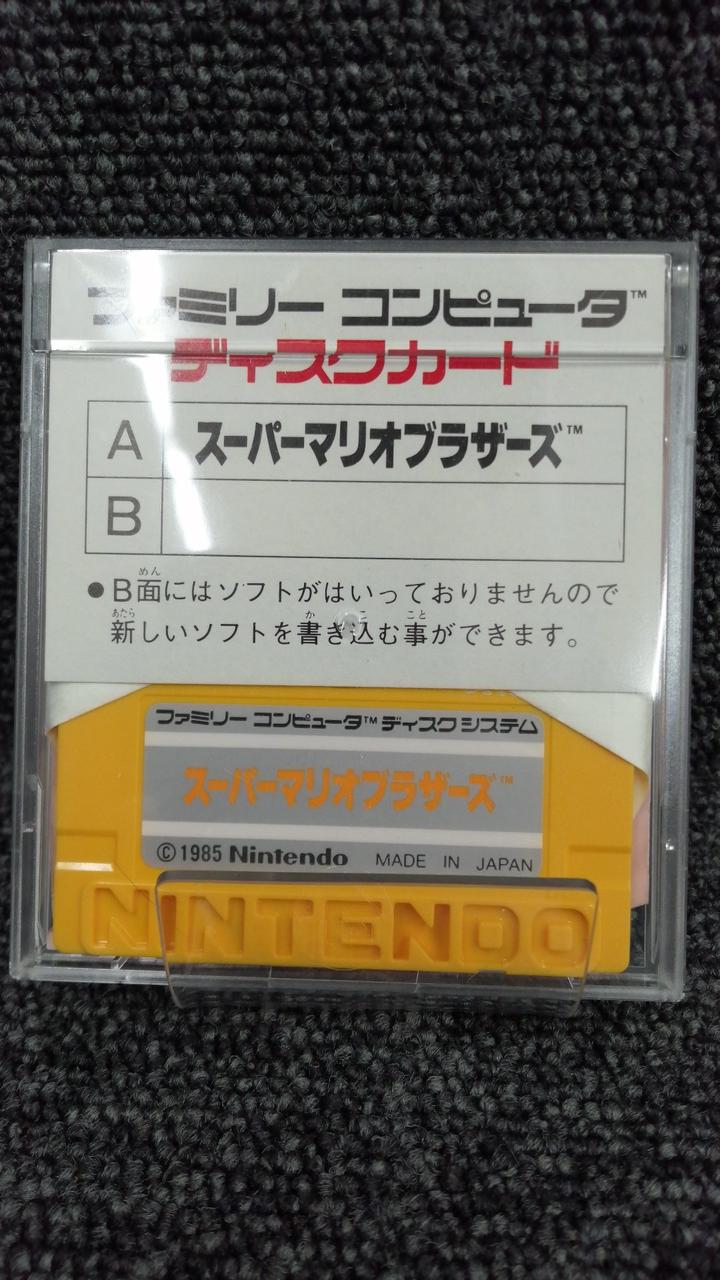 ファミリー コンピュータ™
ディスクカード
A スーパーマリオブラザーズ™
B
●B面にはソフトがはいっておりませんので
新しいソフトを書き込む事ができます。
ファミリー コンピュータ™ ディスク システム
スーパーマリオブラザーズ™
©1985 Nintendo MADE IN JAPAN
NINTENDO